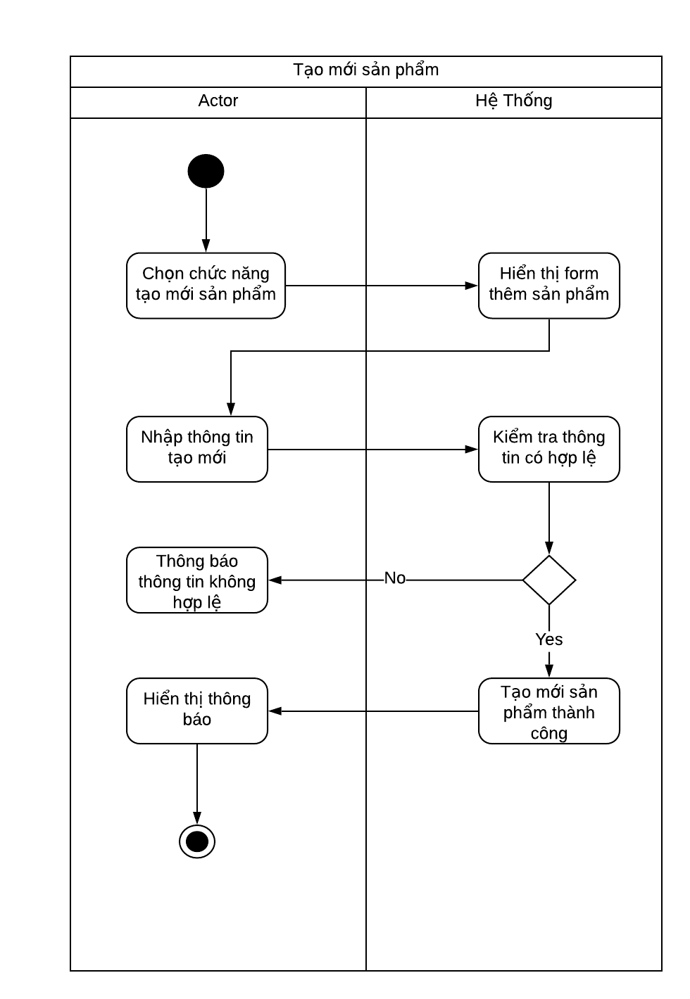 Tạo mới sản phẩm
Actor
Hệ Thống
Chọn chức năng
tạo mới sản phẩm
Hiển thị form
thêm sản phẩm
Nhập thông tin
tạo mới
Kiểm tra thông
tin có hợp lệ
Thông báo
thông tin không
hợp lệ
No
Yes
Hiển thị thông
báo
Tạo mới sản
phẩm thành
công